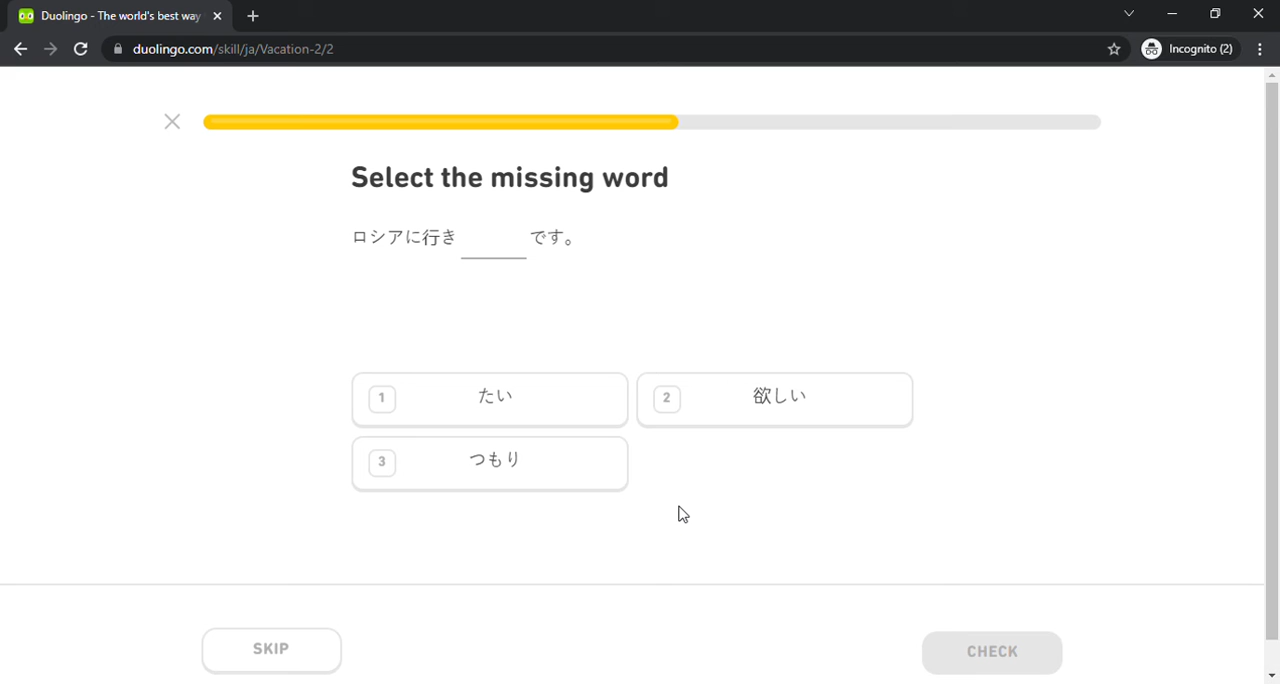 Duolingo - The world's best way
duolingo.com/skill/ja/Vacation-2/2
Incognito (2)
Select the missing word
ロシアに行き ______ です。
1 たい
2 欲しい
3 つもり
SKIP
CHECK